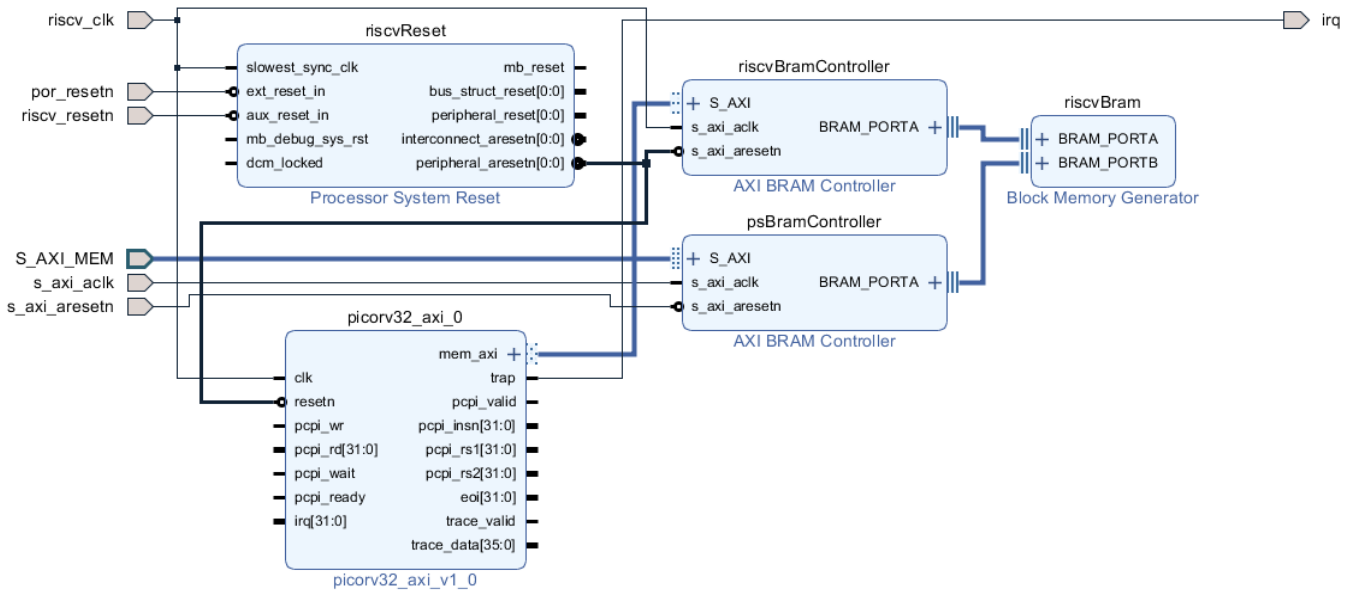 riscv_clk
irq
riscvReset
slowest_sync_clk
mb_reset
por_resetn
ext_reset_in
bus_struct_reset[0:0]
riscv_resetn
aux_reset_in
peripheral_reset[0:0]
mb_debug_sys_rst
interconnect_aresetn[0:0]
dcm_locked
peripheral_aresetn[0:0]
Processor System Reset
riscvBramController
S_AXI
s_axi_aclk
BRAM_PORTA
s_axi_aresetn
AXI BRAM Controller
riscvBram
BRAM_PORTA
BRAM_PORTB
Block Memory Generator
psBramController
S_AXI_MEM
S_AXI
s_axi_aclk
s_axi_aclk
BRAM_PORTA
s_axi_aresetn
s_axi_aresetn
AXI BRAM Controller
picorv32_axi_0
mem_axi
clk
trap
resetn
pcpi_valid
pcpi_wr
pcpi_insn[31:0]
pcpi_rd[31:0]
pcpi_rs1[31:0]
pcpi_wait
pcpi_rs2[31:0]
pcpi_ready
eoi[31:0]
irq[31:0]
trace_valid
trace_data[35:0]
picorv32_axi_v1_0